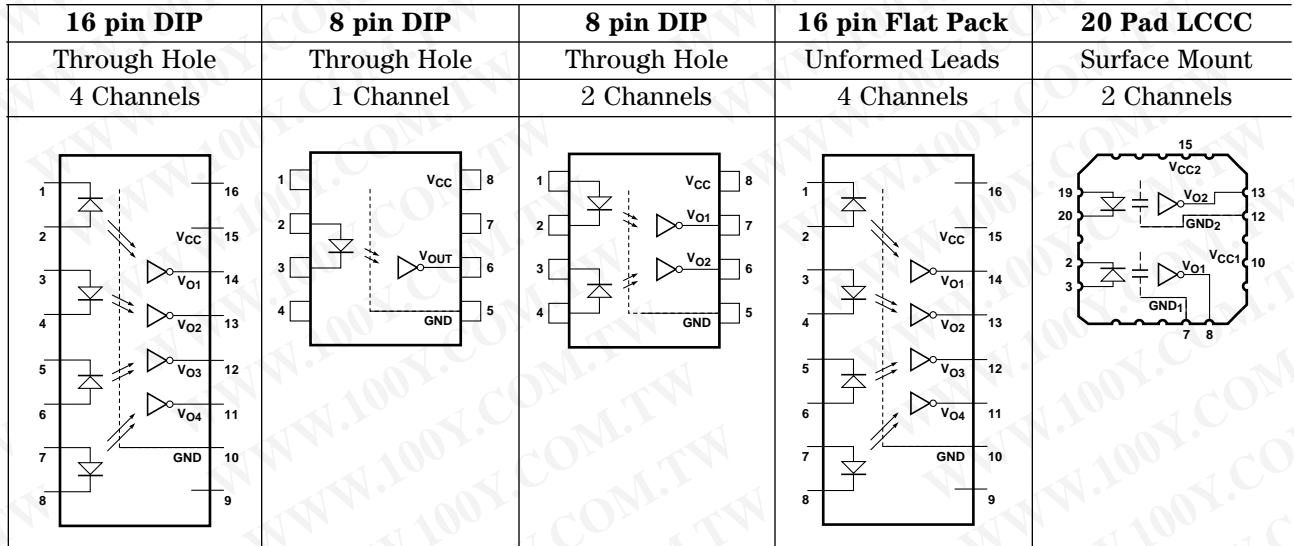 16 pin DIP
8 pin DIP
8 pin DIP
16 pin Flat Pack
20 Pad LCCC
Through Hole
Through Hole
Through Hole
Unformed Leads
Surface Mount
4 Channels
1 Channel
2 Channels
4 Channels
2 Channels
1
2
3
4
5
6
7
8
16
VCC 15
VO1 14
VO2 13
VO3 12
VO4 11
GND 10
9
1
2
3
4
VCC 8
7
VOUT 6
GND 5
1
2
3
4
VCC 8
VO1 7
VO2 6
GND 5
1
2
3
4
5
6
7
8
16
VCC 15
VO1 14
VO2 13
VO3 12
VO4 11
GND 10
9
15
VCC2
19
20
VO2 13
GND2 12
2
3
VO1
VCC1 10
GND1
7 8
WWW.100Y.COM.TW